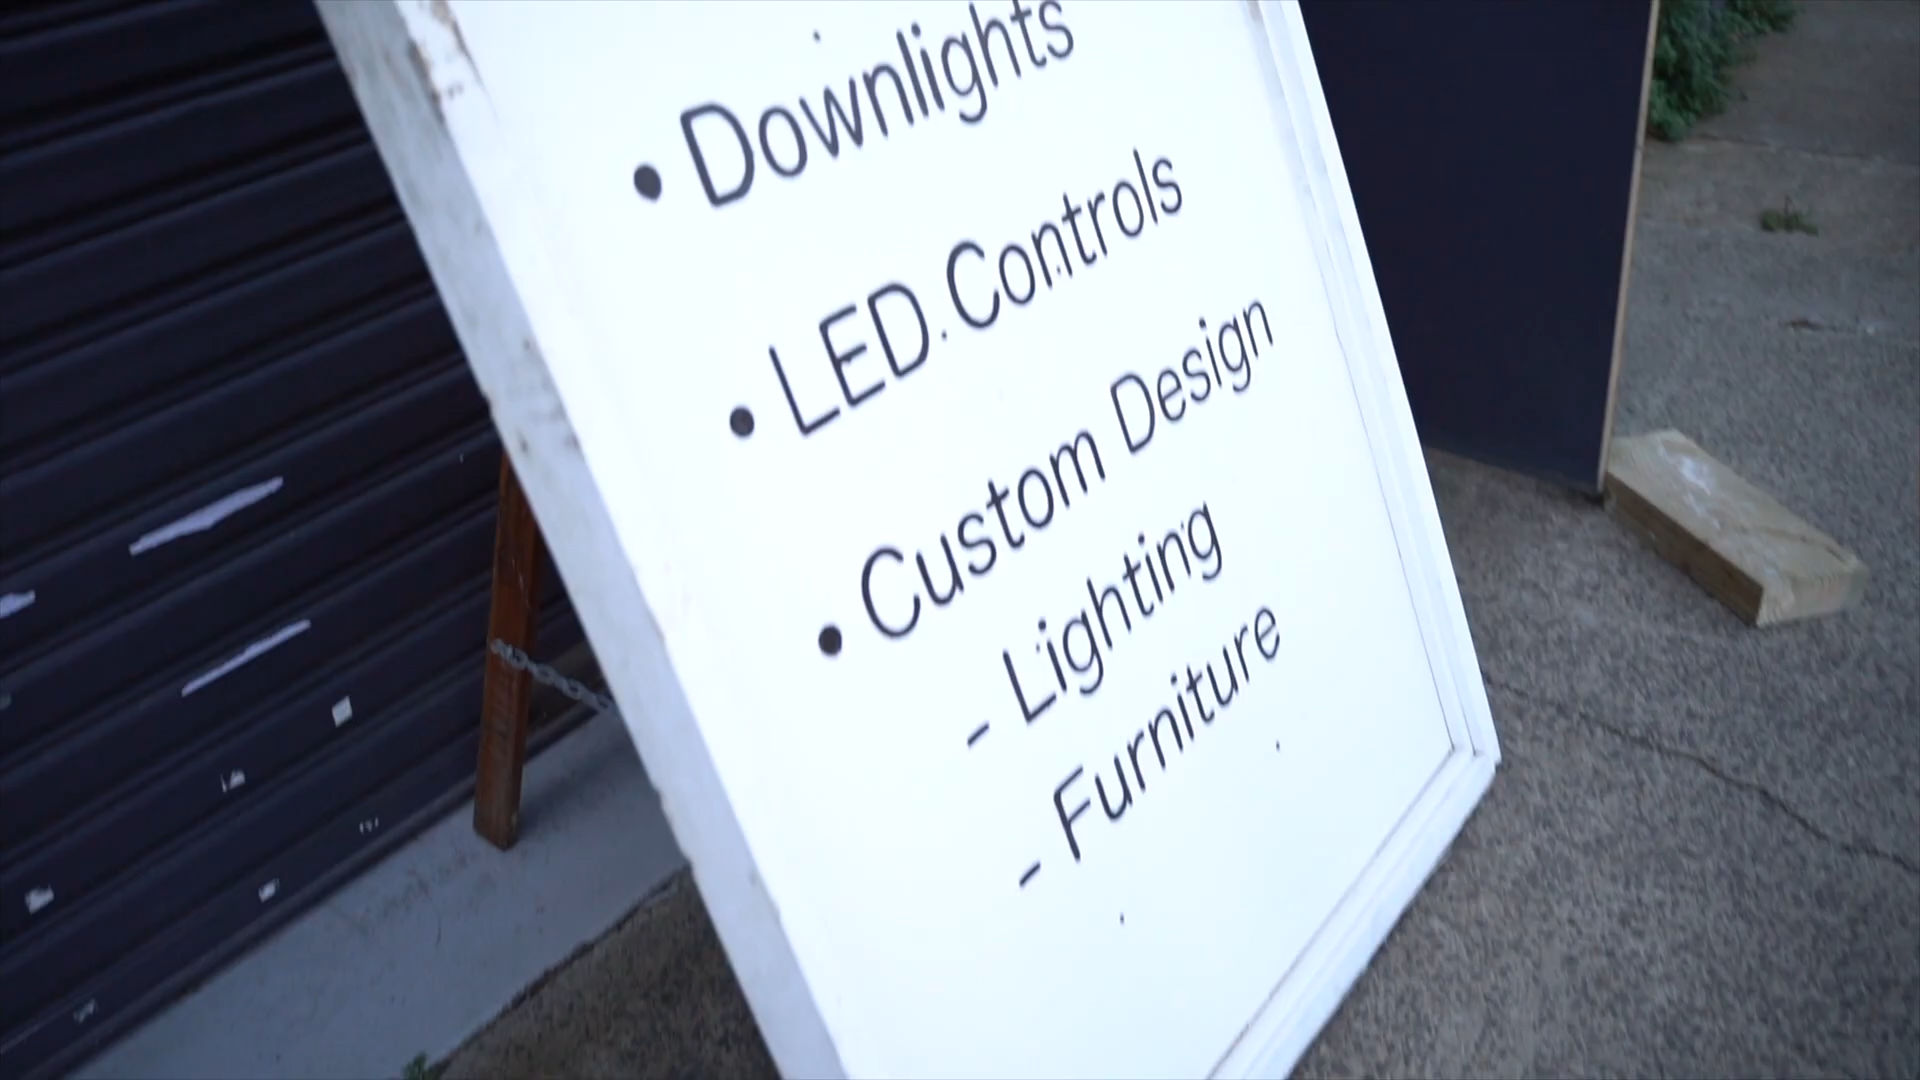 • Downlights
• LED Controls
• Custom Design
- Lighting
- Furniture